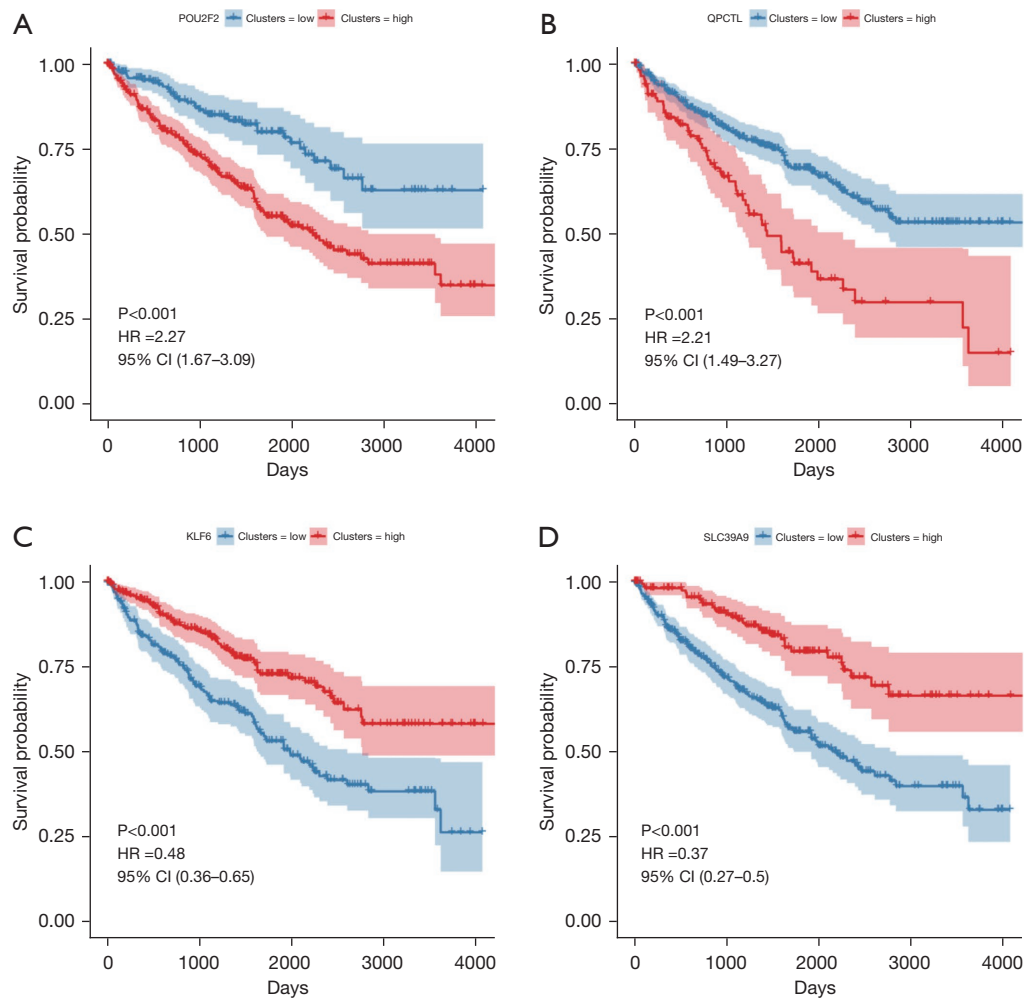 A
POU2F2 Clusters = low Clusters = high
1.00
0.75
0.50
0.25
0.00
Survival probability
P<0.001
HR =2.27
95% CI (1.67–3.09)
0 1000 2000 3000 4000
Days
B
QPCTL Clusters = low Clusters = high
1.00
0.75
0.50
0.25
0.00
Survival probability
P<0.001
HR =2.21
95% CI (1.49–3.27)
0 1000 2000 3000 4000
Days
C
KLF6 Clusters = low Clusters = high
1.00
0.75
0.50
0.25
0.00
Survival probability
P<0.001
HR =0.48
95% CI (0.36–0.65)
0 1000 2000 3000 4000
Days
D
SLC39A9 Clusters = low Clusters = high
1.00
0.75
0.50
0.25
0.00
Survival probability
P<0.001
HR =0.37
95% CI (0.27–0.5)
0 1000 2000 3000 4000
Days